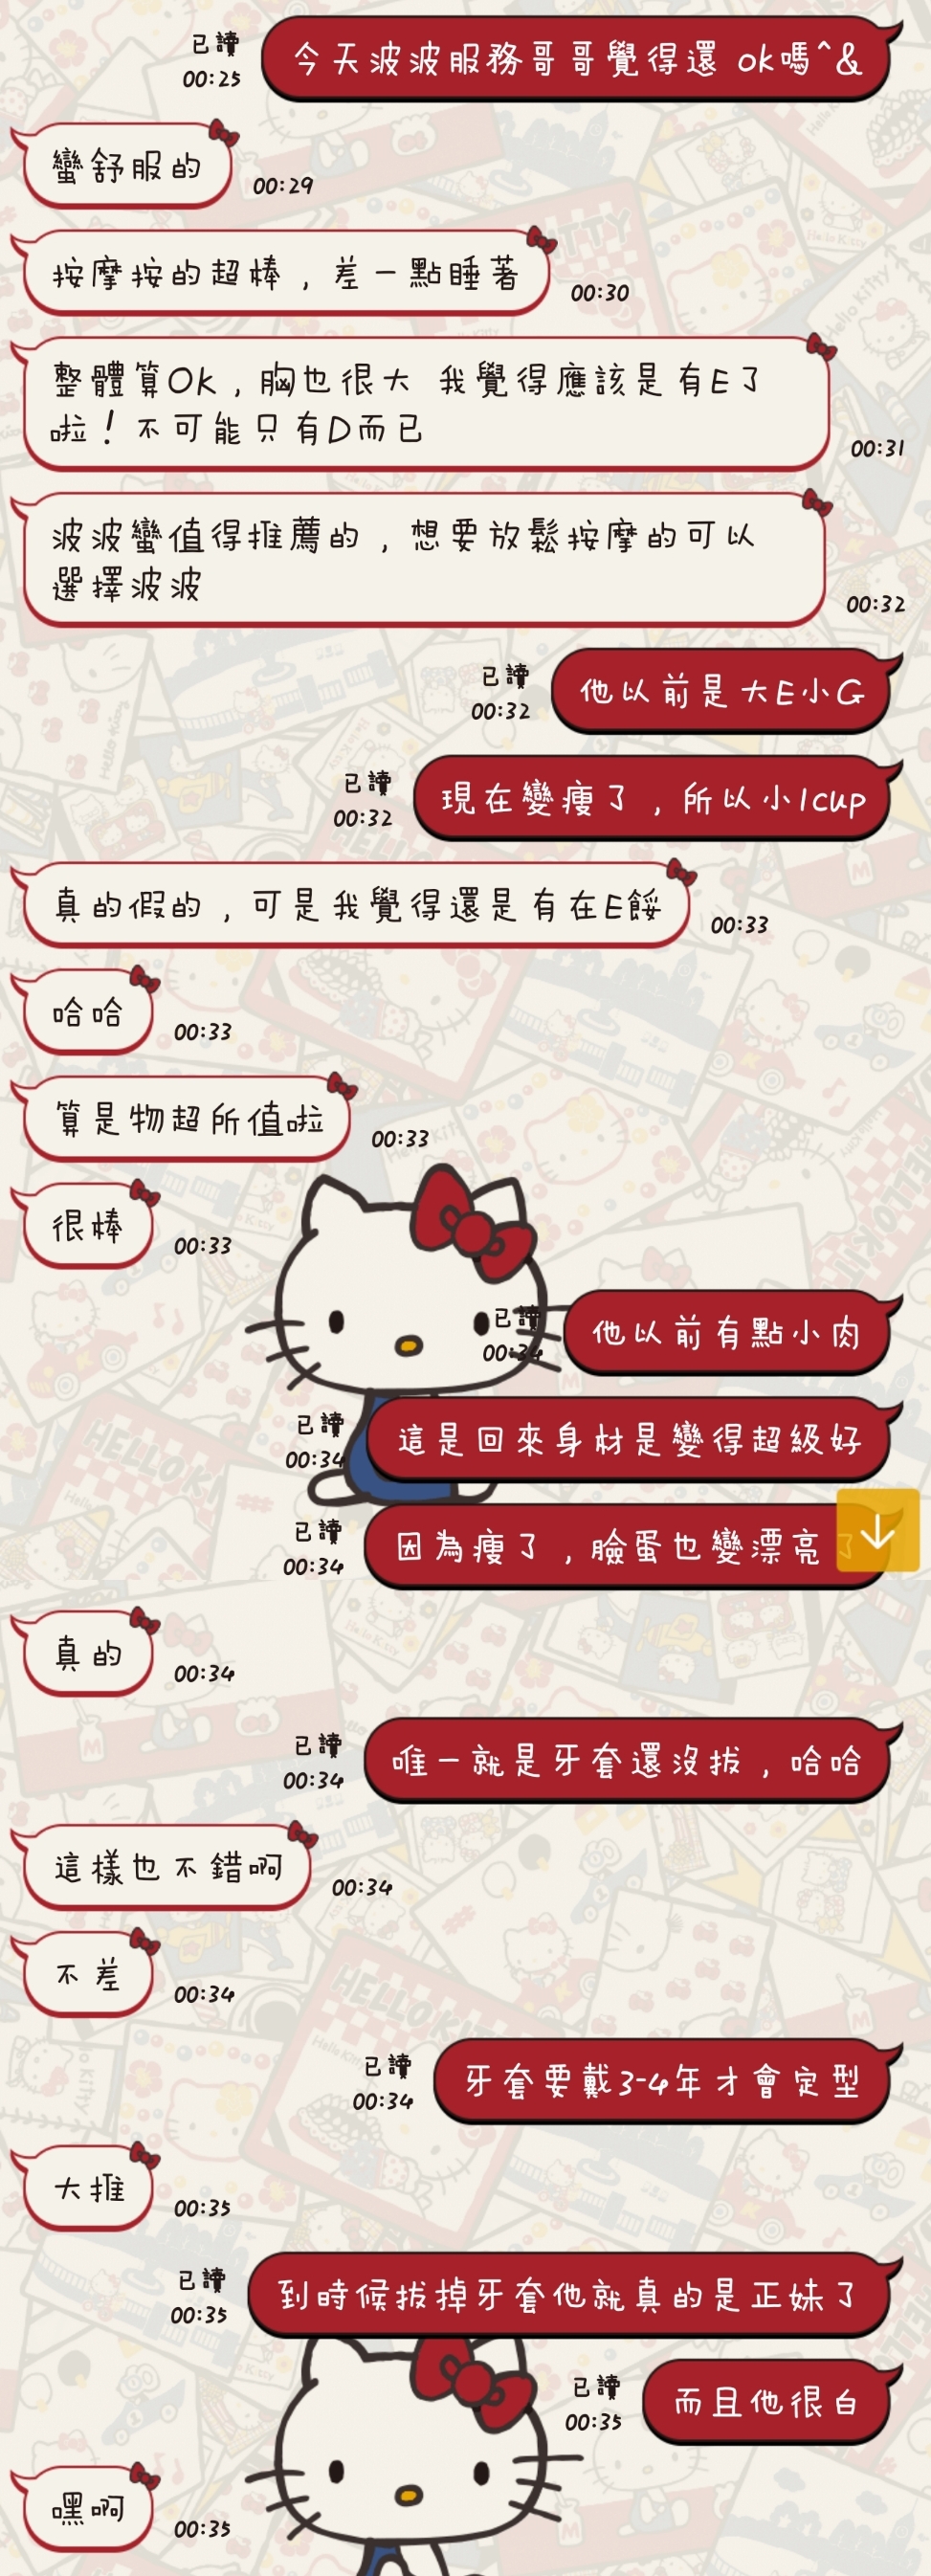 今天波波服務哥哥覺得還 ok嗎^&
已讀
00:25
蠻舒服的
00:29
按摩按的超棒，差一點睡著
00:30
整體算OK，胸也很大 我覺得應該是有E了
啦！不可能只有D而已
00:31
波波蠻值得推薦的，想要放鬆按摩的可以
選擇波波
00:32
已讀
00:32
他以前是大E小G
已讀
00:32
現在變瘦了，所以小1cup
真的假的，可是我覺得還是有在E餒
00:33
哈哈
00:33
算是物超所值啦
00:33
很棒
00:33
已讀
00:34
他以前有點小肉
已讀
00:34
這是回來身材是變得超級好
已讀
00:34
因為瘦了，臉蛋也變漂亮了
真的
00:34
已讀
00:34
唯一就是牙套還沒拔，哈哈
這樣也不錯啊
00:34
不差
00:34
已讀
00:34
牙套要戴3-4年才會定型
大推
00:35
已讀
00:35
到時候拔掉牙套他就真的是正妹了
已讀
00:35
而且他很白
嘿啊
00:35